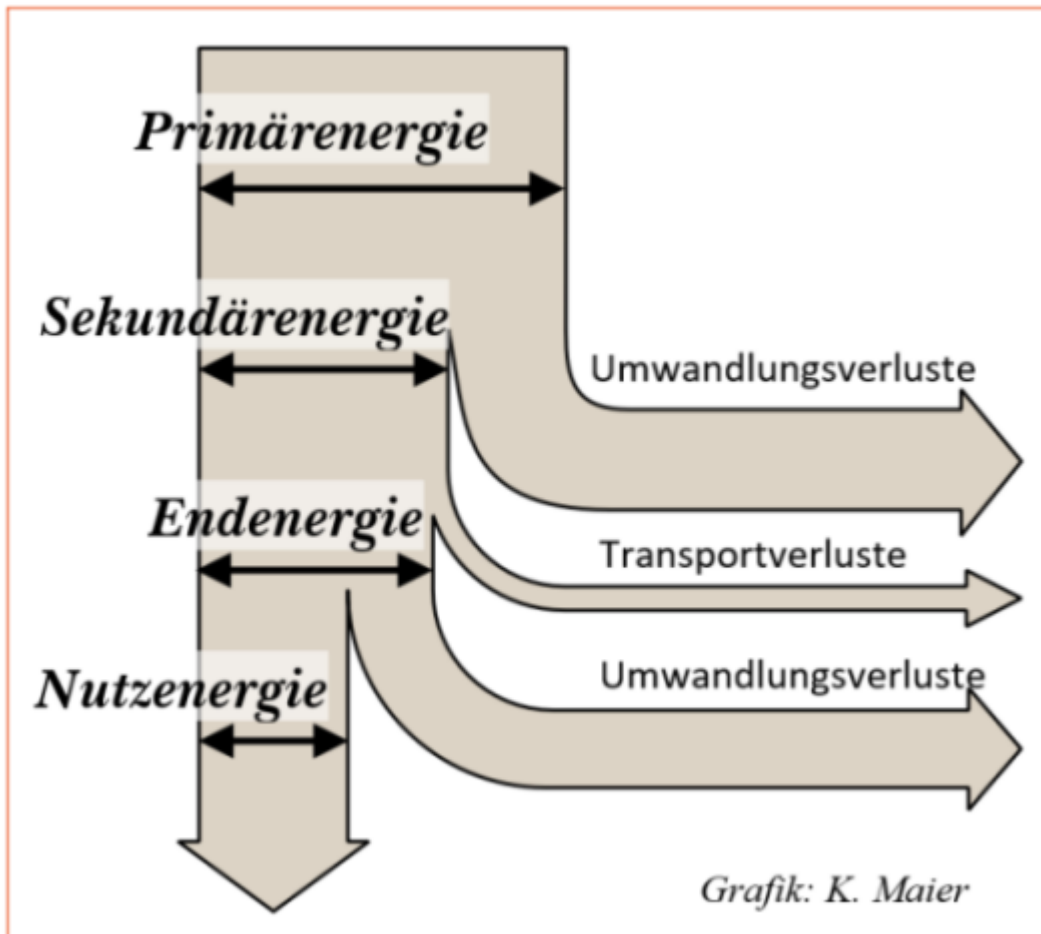 Primärenergie
Sekundärenergie
Umwandlungsverluste
Endenergie
Transportverluste
Nutzenergie
Umwandlungsverluste
Grafik: K. Maier